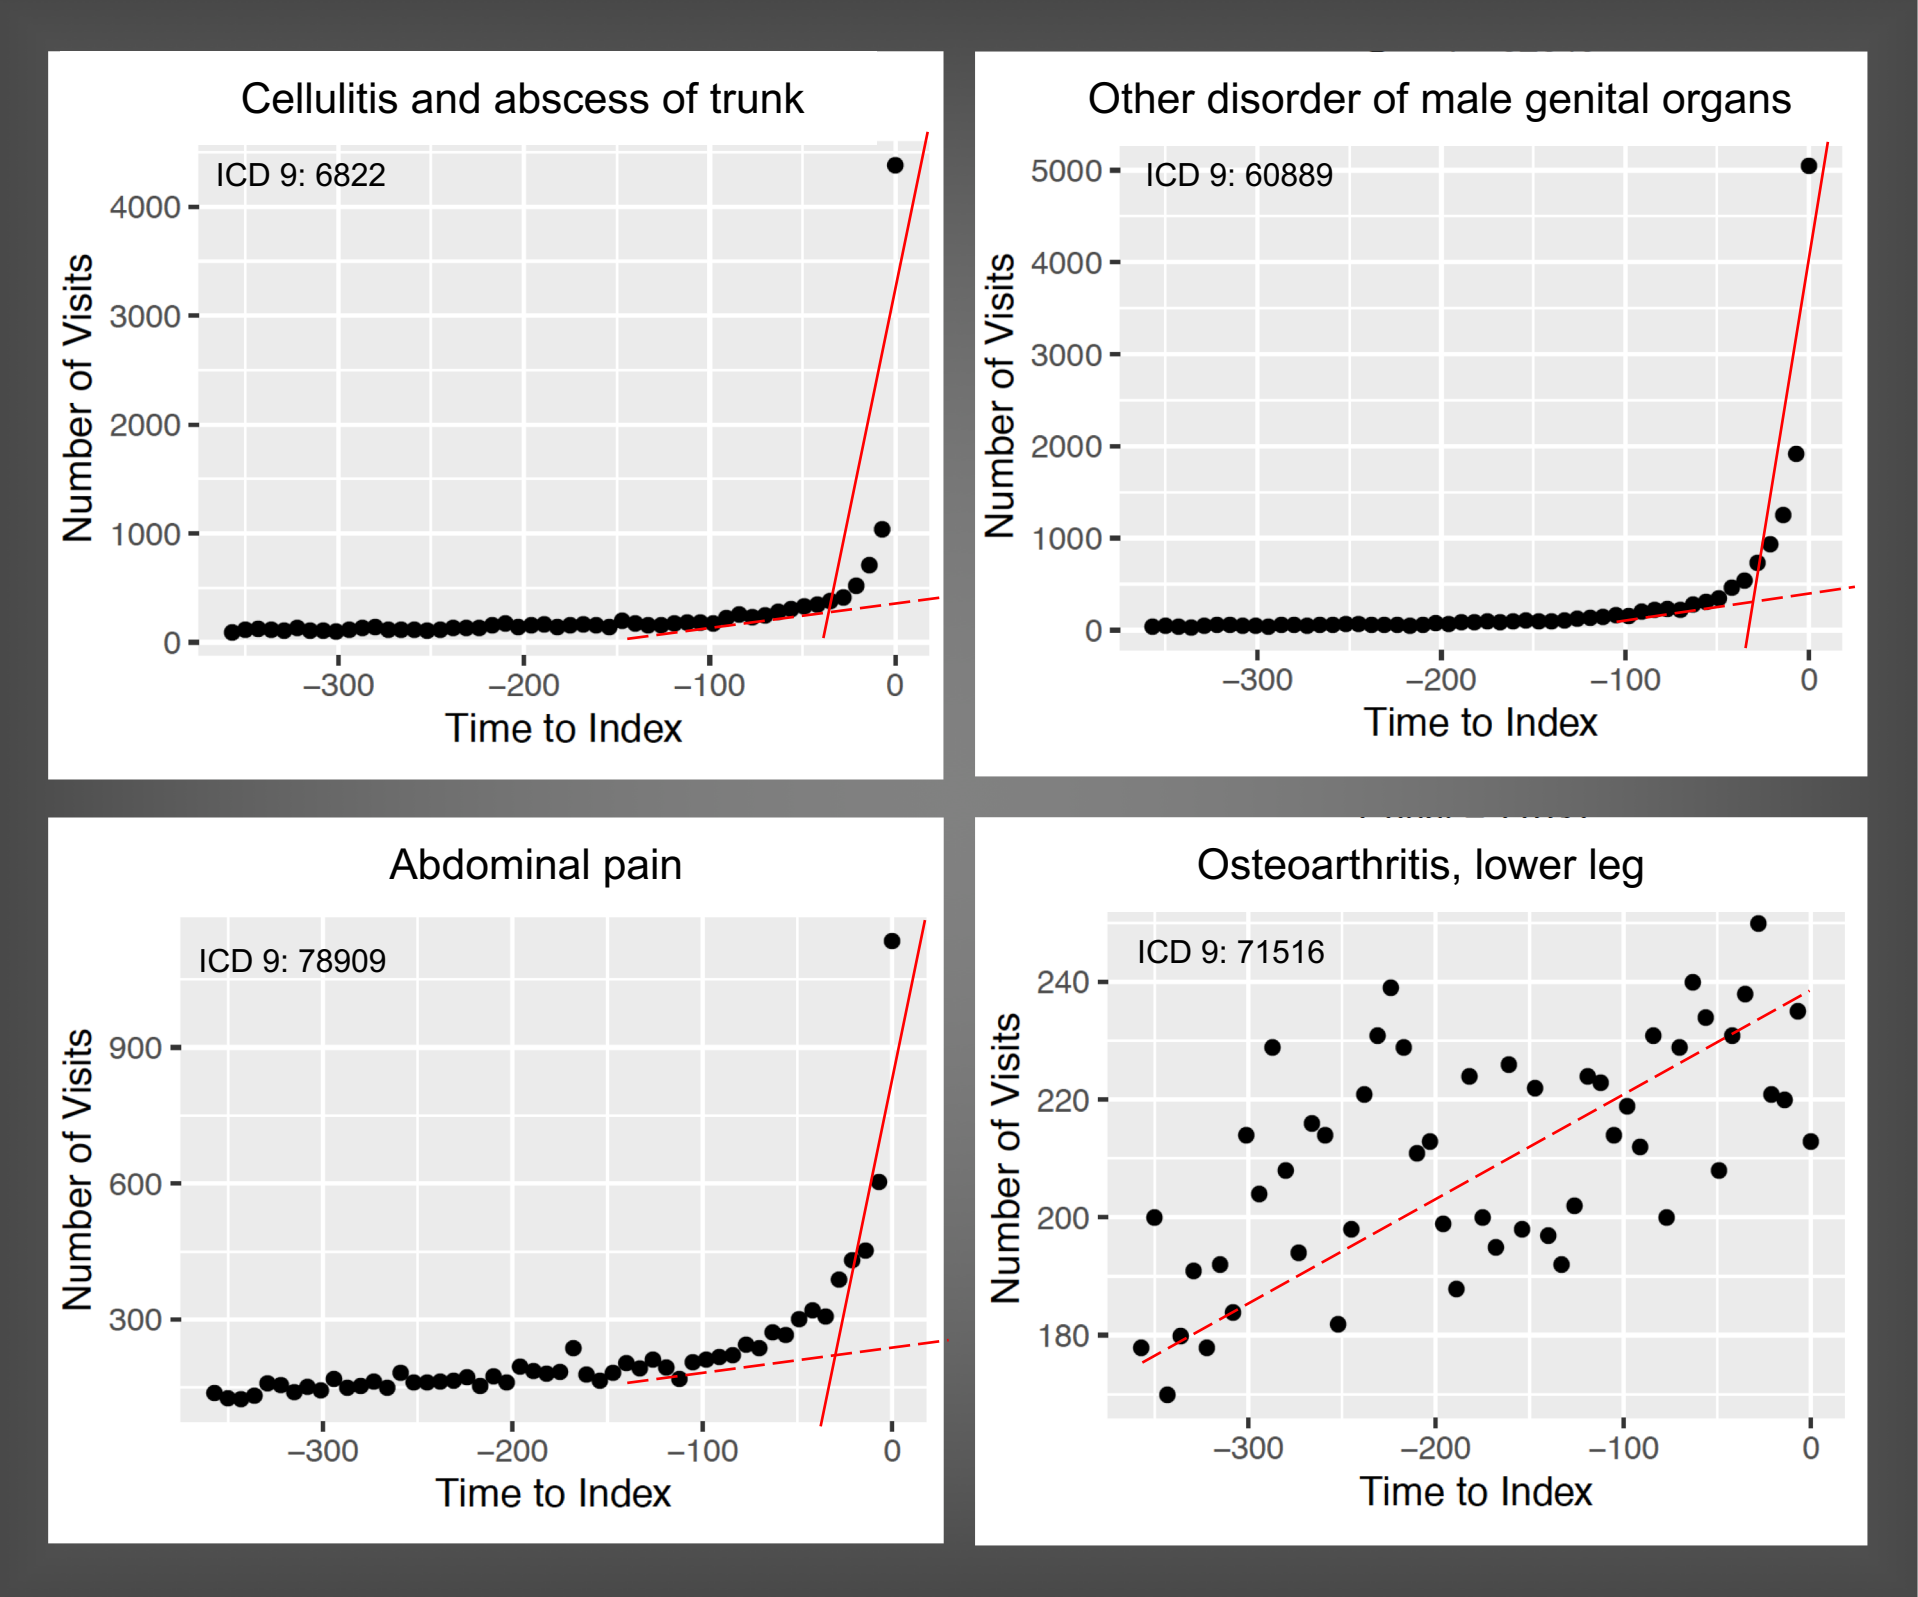 Cellulitis and abscess of trunk
ICD 9: 6822
4000
3000
2000
1000
0
Number of Visits
−300 −200 −100 0
Time to Index
Other disorder of male genital organs
ICD 9: 60889
5000
4000
3000
2000
1000
0
Number of Visits
−300 −200 −100 0
Time to Index
Abdominal pain
ICD 9: 78909
900
600
300
Number of Visits
−300 −200 −100 0
Time to Index
Osteoarthritis, lower leg
ICD 9: 71516
240
220
200
180
Number of Visits
−300 −200 −100 0
Time to Index